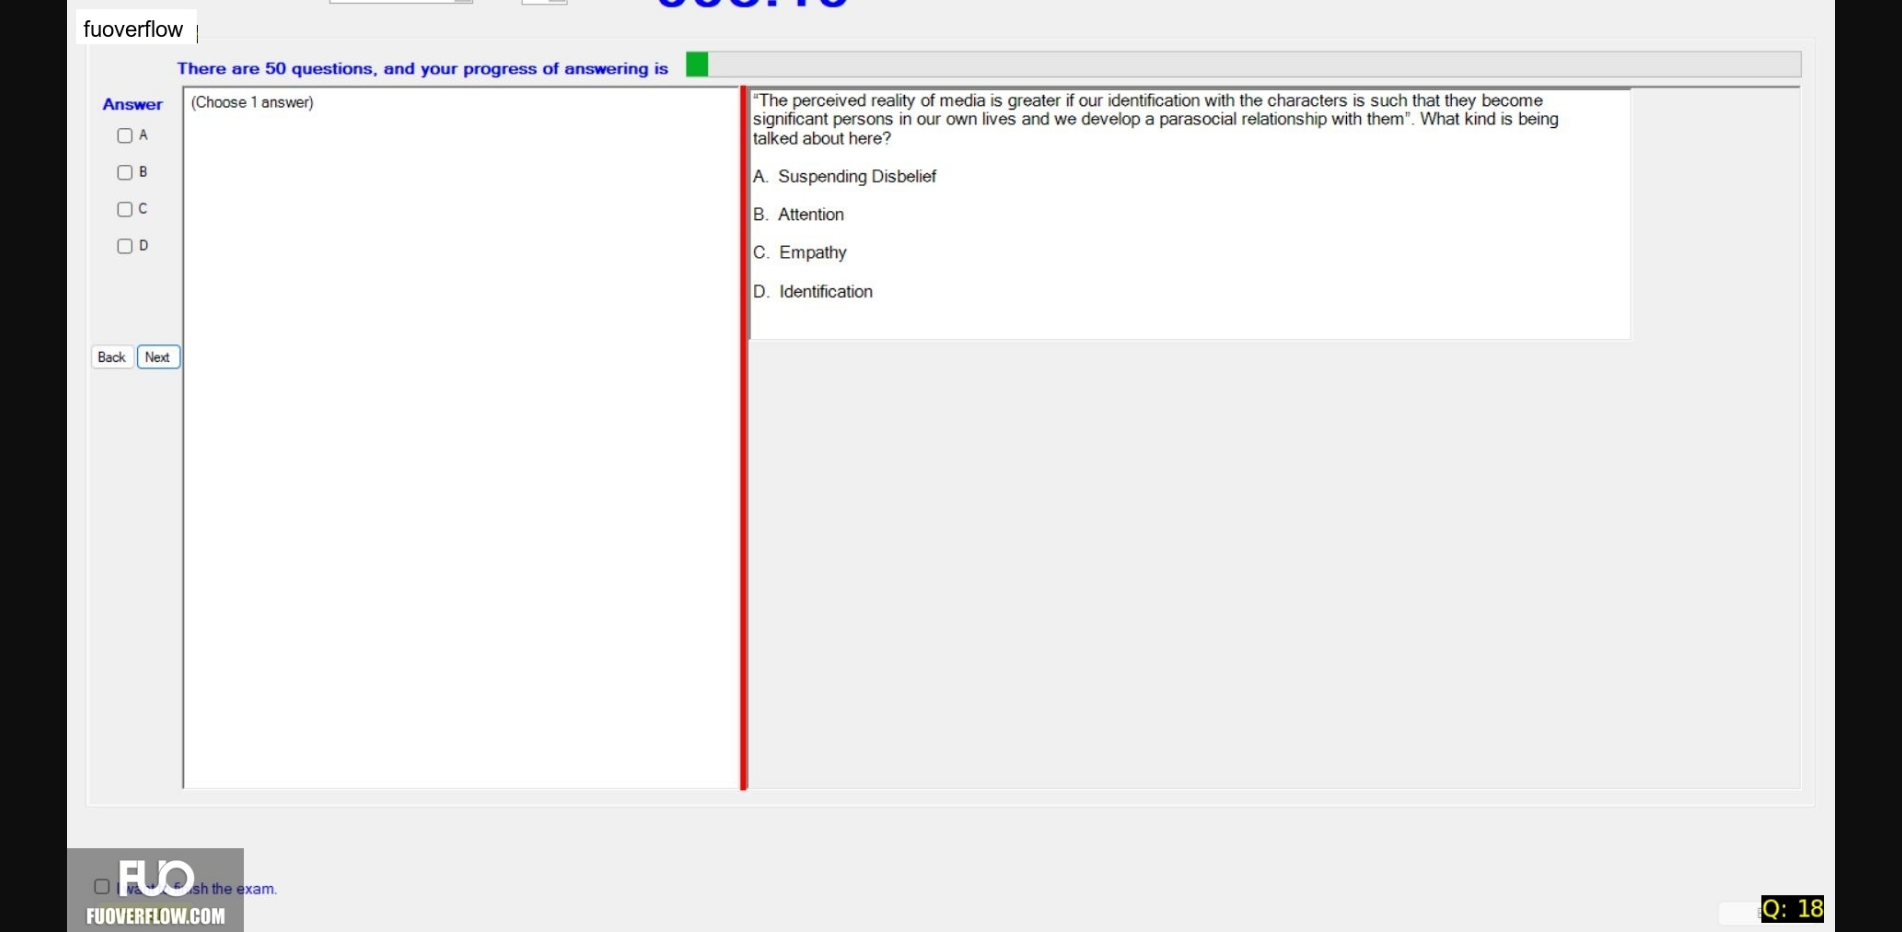 fuoverflow
There are 50 questions, and your progress of answering is
Answer
(Choose 1 answer)
A
B
C
D
Back Next
"The perceived reality of media is greater if our identification with the characters is such that they become
significant persons in our own lives and we develop a parasocial relationship with them". What kind is being
talked about here?
A. Suspending Disbelief
B. Attention
C. Empathy
D. Identification
FUO
sh the exam.
FUOVERFLOW.COM
Q: 18